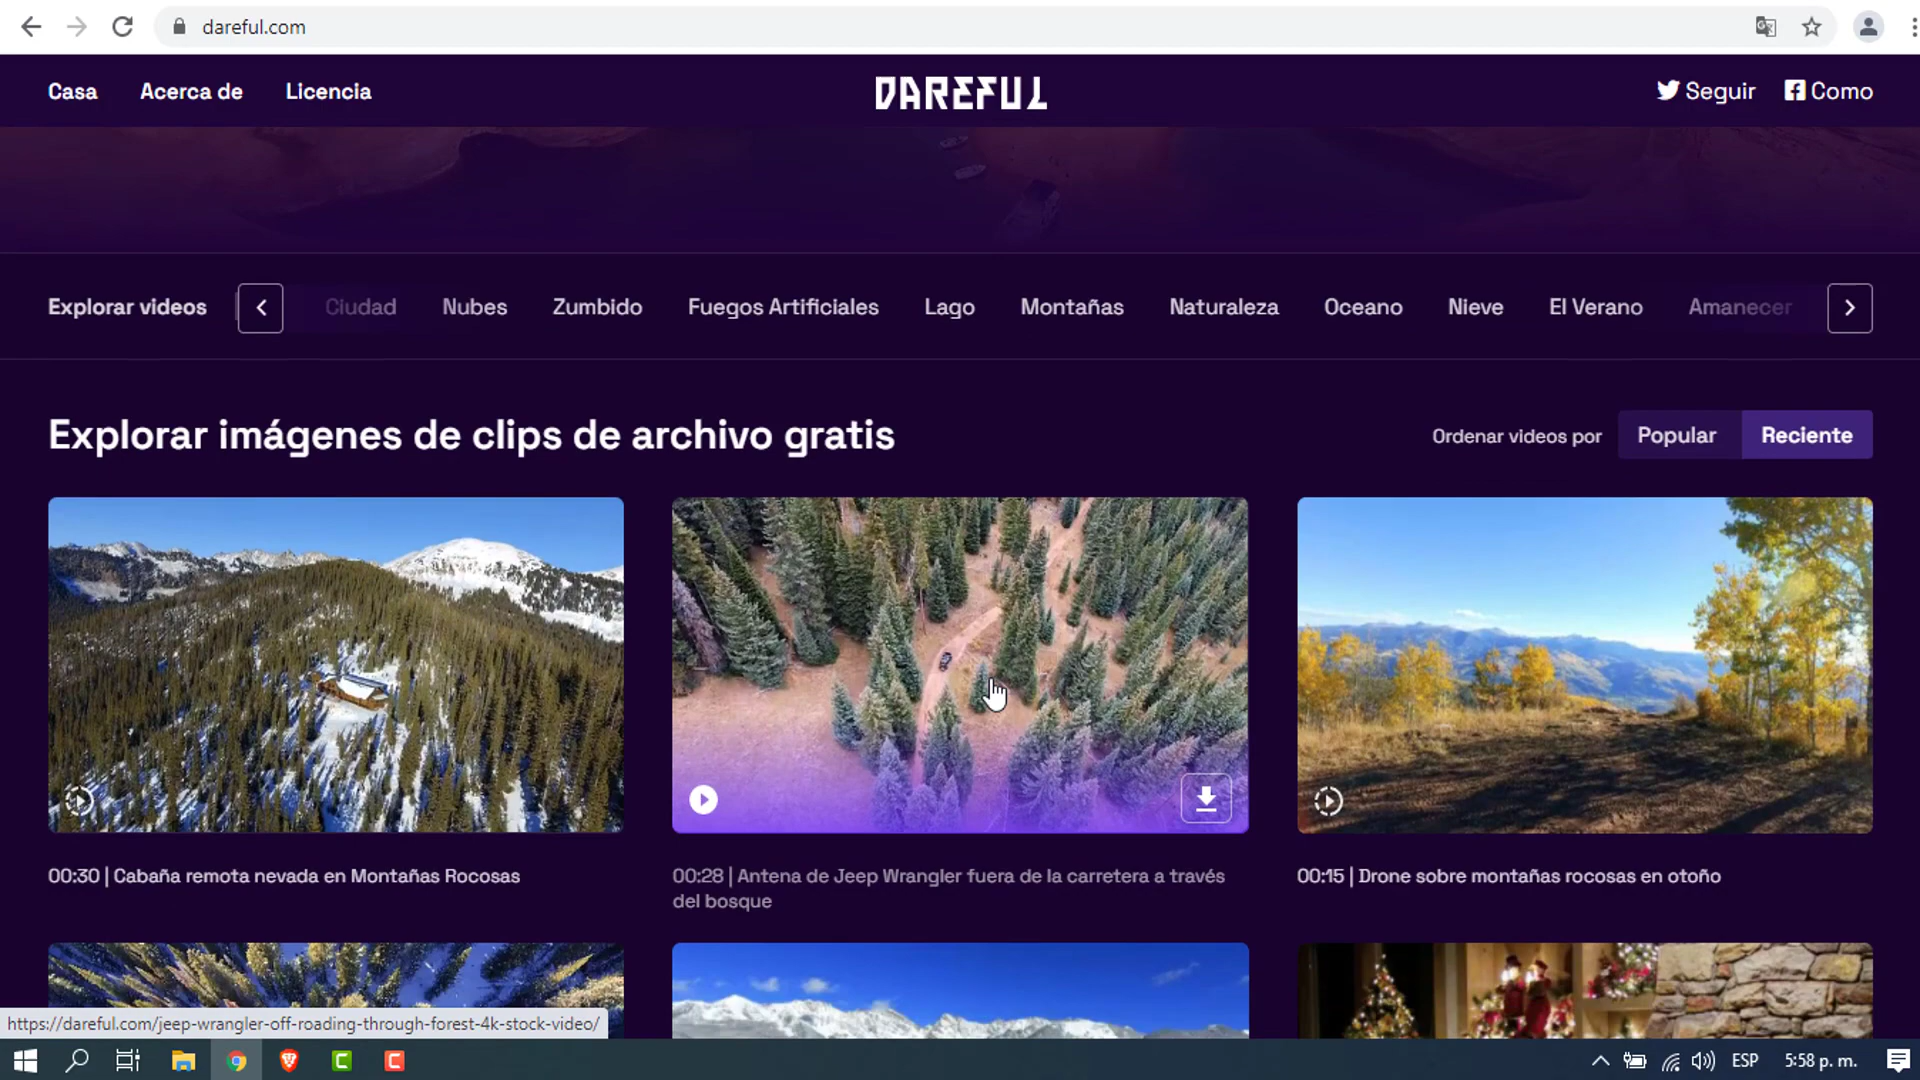 dareful.com
Casa Acerca de Licencia DAREFUL Seguir Como
Explorar videos Ciudad Nubes Zumbido Fuegos Artificiales Lago Montañas Naturaleza Oceano Nieve El Verano Amanecer
Explorar imágenes de clips de archivo gratis
Ordenar videos por Popular Reciente
00:30 | Cabaña remota nevada en Montañas Rocosas
00:28 | Antena de Jeep Wrangler fuera de la carretera a través
del bosque
00:15 | Drone sobre montañas rocosas en otoño
https://dareful.com/jeep-wrangler-off-roading-through-forest-4k-stock-video/
ESP 5:58 p. m.